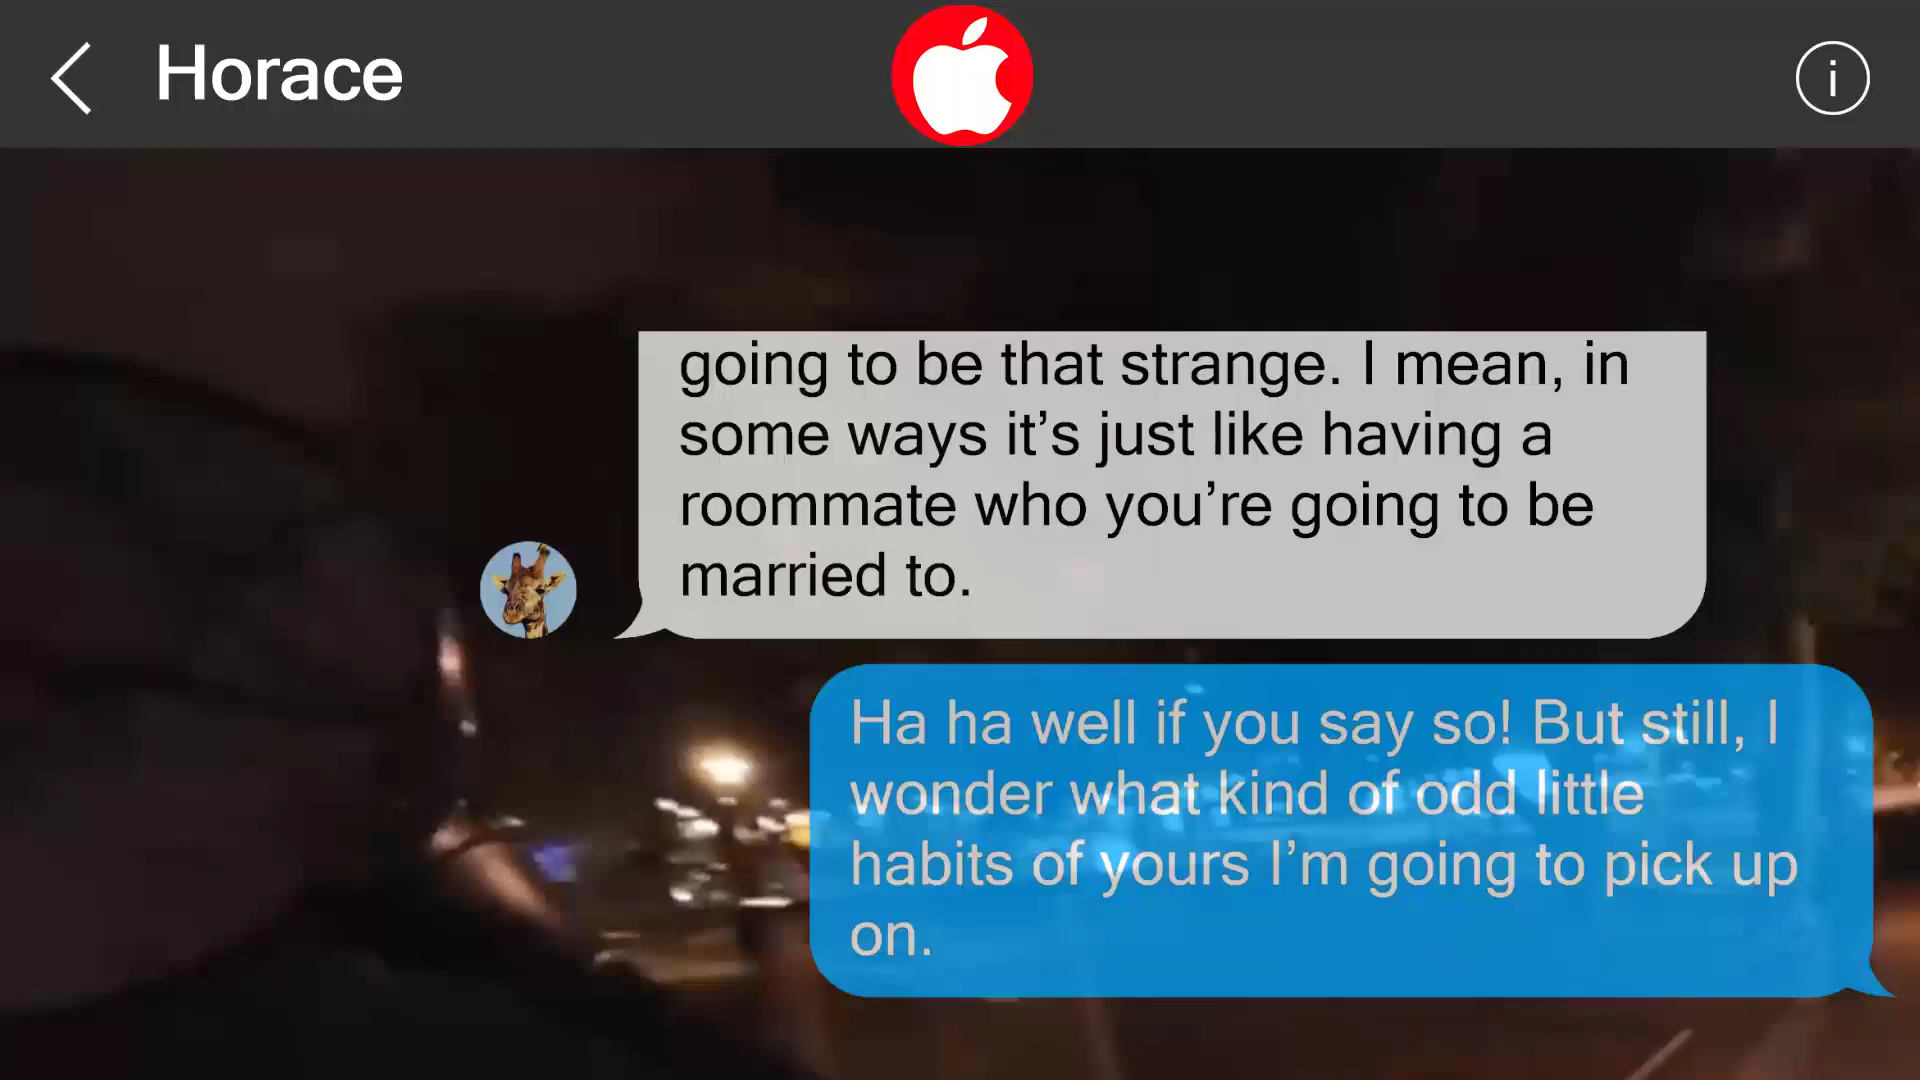 Horace
i
going to be that strange. I mean, in
some ways it’s just like having a
roommate who you’re going to be
married to.
Ha ha well if you say so! But still, I
wonder what kind of odd little
habits of yours I’m going to pick up
on.